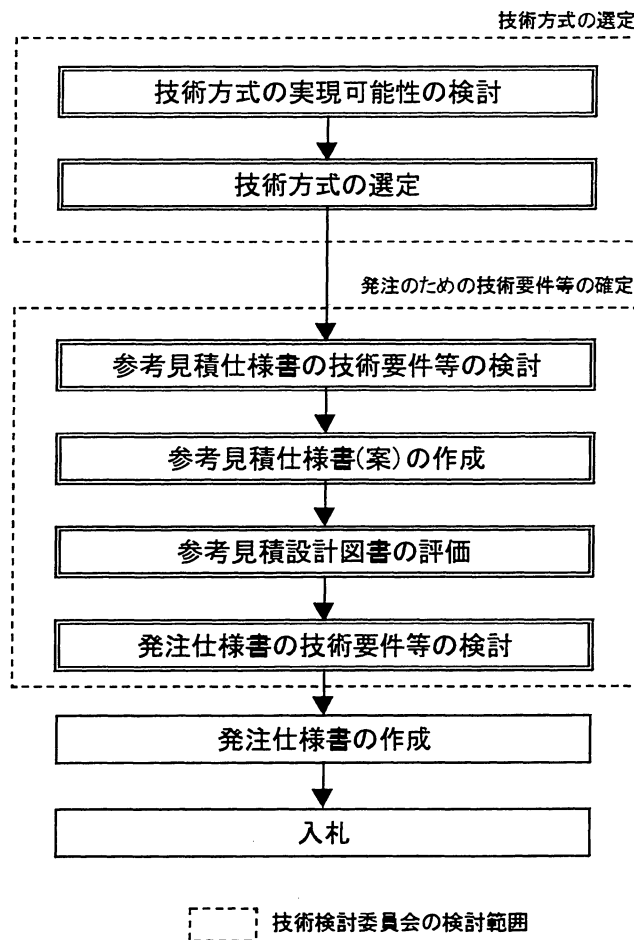 技術方式の選定
技術方式の実現可能性の検討
技術方式の選定
発注のための技術要件等の確定
参考見積仕様書の技術要件等の検討
参考見積仕様書(案)の作成
参考見積設計図書の評価
発注仕様書の技術要件等の検討
発注仕様書の作成
入札
技術検討委員会の検討範囲